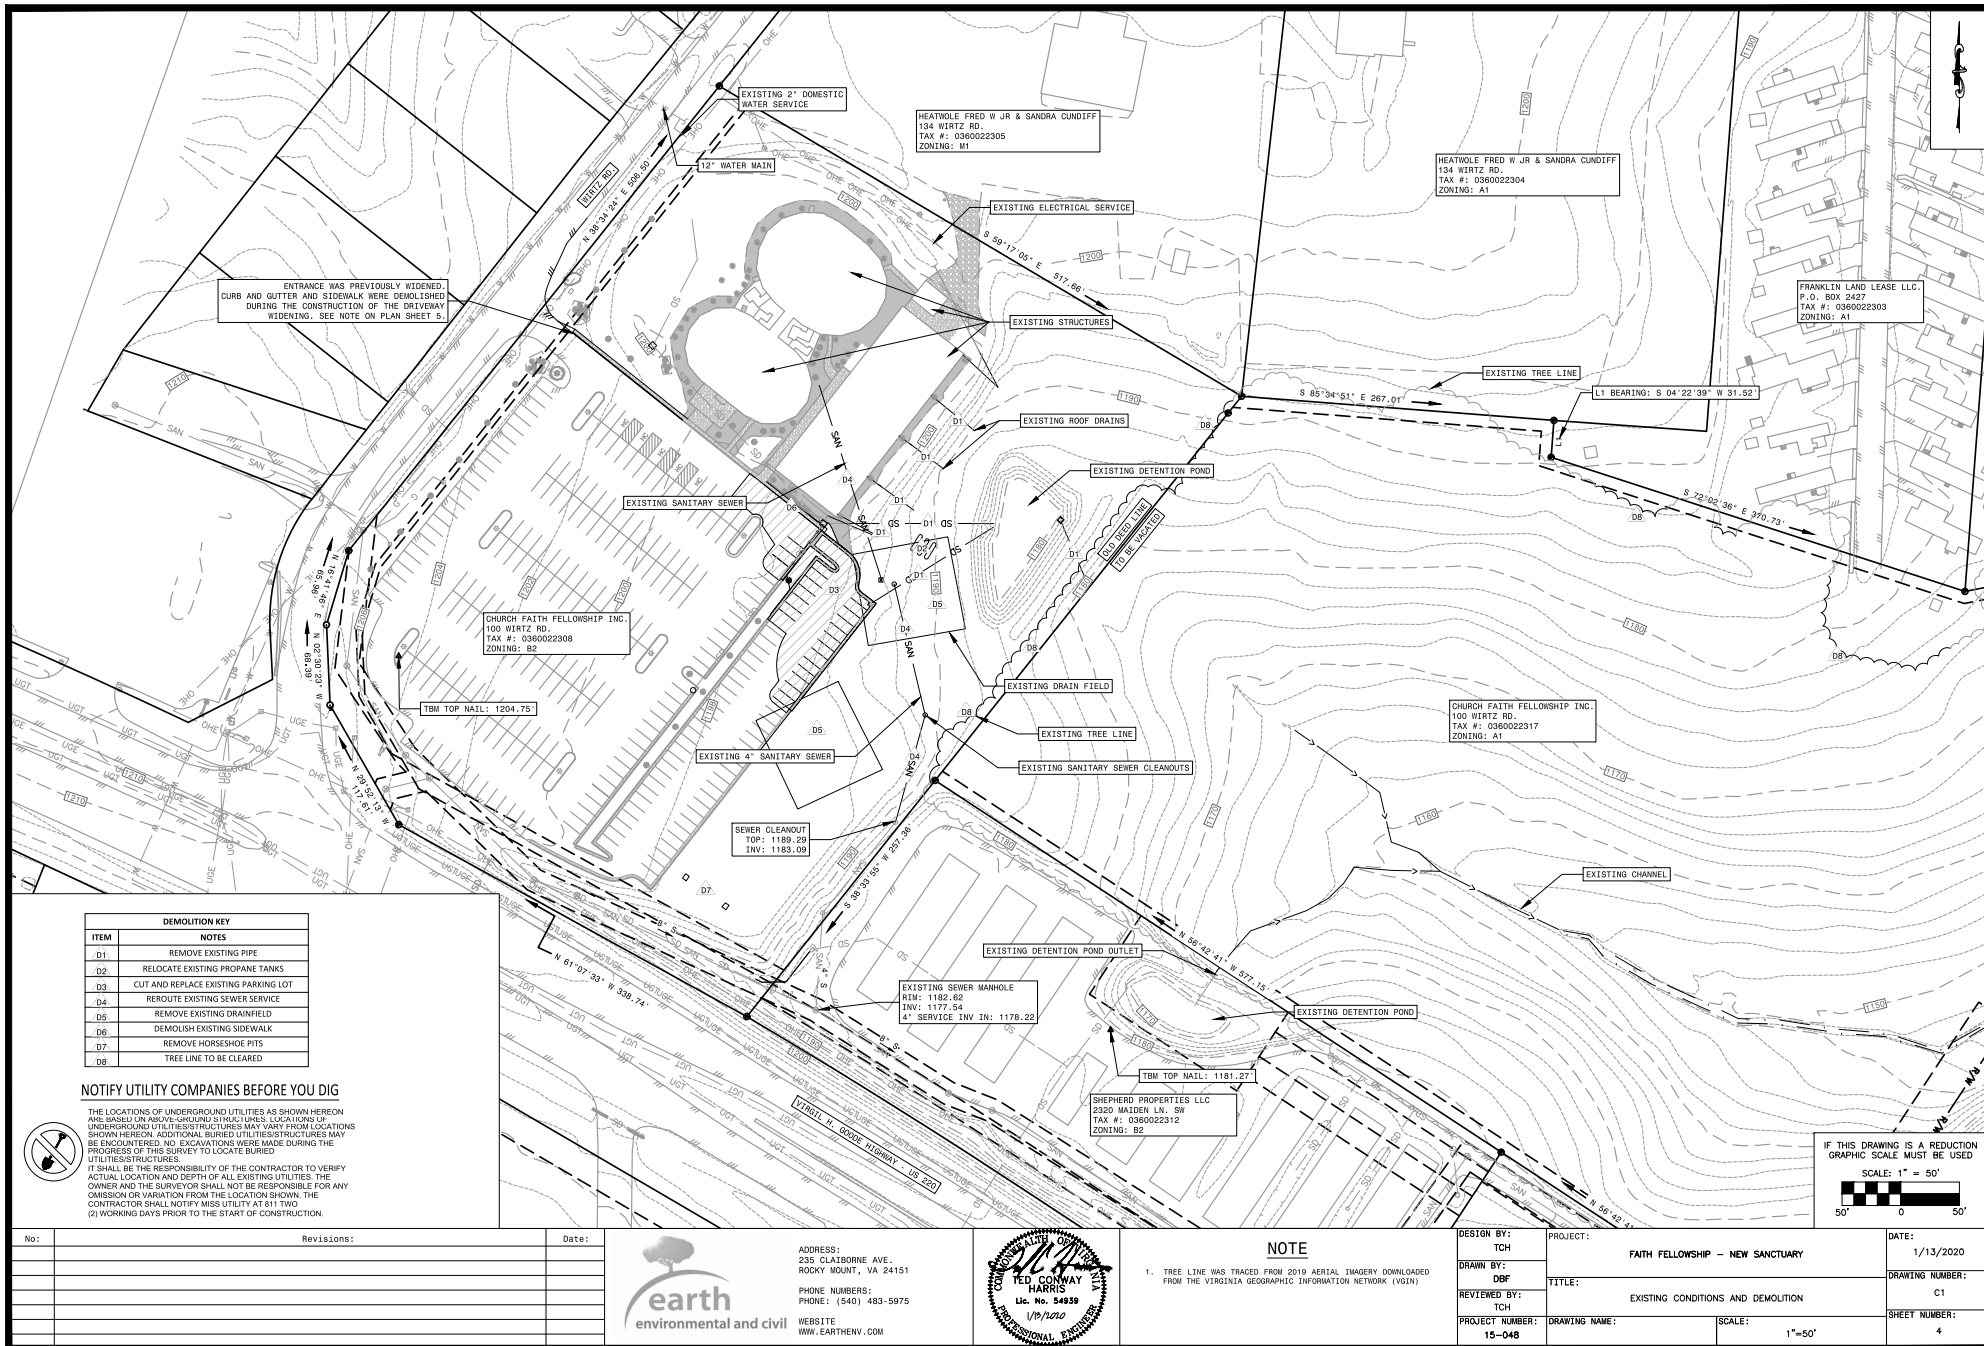 EXISTING 2" DOMESTIC
WATER SERVICE
12" WATER MAIN
WIRTZ RD.
N 38°34'24" E 506.50'
HEATWOLE FRED W JR & SANDRA CUNDIFF
134 WIRTZ RD.
TAX #: 0360022305
ZONING: M1
HEATWOLE FRED W JR & SANDRA CUNDIFF
134 WIRTZ RD.
TAX #: 0360022304
ZONING: A1
FRANKLIN LAND LEASE LLC.
P.O. BOX 2427
TAX #: 0360022303
ZONING: A1
EXISTING ELECTRICAL SERVICE
S 59°17'05" E 517.66'
ENTRANCE WAS PREVIOUSLY WIDENED.
CURB AND GUTTER AND SIDEWALK WERE DEMOLISHED
DURING THE CONSTRUCTION OF THE DRIVEWAY
WIDENING. SEE NOTE ON PLAN SHEET 5.
EXISTING STRUCTURES
EXISTING TREE LINE
S 85°34'51" E 267.01'
L1 BEARING: S 04°22'39" W 31.52'
EXISTING ROOF DRAINS
EXISTING DETENTION POND
EXISTING SANITARY SEWER
S 72°02'36" E 370.73'
OLD DEED LINE
TO BE VACATED
N 16°41'46" E
65.96'
N 02°30'23" W
68.39'
N 29°52'13" W
117.61'
CHURCH FAITH FELLOWSHIP INC.
100 WIRTZ RD.
TAX #: 0360022308
ZONING: B2
TBM TOP NAIL: 1204.75'
EXISTING DRAIN FIELD
EXISTING TREE LINE
EXISTING 4" SANITARY SEWER
EXISTING SANITARY SEWER CLEANOUTS
CHURCH FAITH FELLOWSHIP INC.
100 WIRTZ RD.
TAX #: 0360022317
ZONING: A1
SEWER CLEANOUT
TOP: 1189.29
INV: 1183.09
S 38°33'55" W 257.36'
EXISTING CHANNEL
EXISTING DETENTION POND OUTLET
N 56°42'41" W 577.15'
N 61°07'33" W 338.74'
EXISTING SEWER MANHOLE
RIM: 1182.62
INV: 1177.54
4" SERVICE INV IN: 1178.22
EXISTING DETENTION POND
TBM TOP NAIL: 1181.27'
SHEPHERD PROPERTIES LLC
2320 MAIDEN LN. SW
TAX #: 0360022312
ZONING: B2
VIRGIL H. GOODE HIGHWAY - US 220
DEMOLITION KEY
ITEM NOTES
D1 REMOVE EXISTING PIPE
D2 RELOCATE EXISTING PROPANE TANKS
D3 CUT AND REPLACE EXISTING PARKING LOT
D4 REROUTE EXISTING SEWER SERVICE
D5 REMOVE EXISTING DRAINFIELD
D6 DEMOLISH EXISTING SIDEWALK
D7 REMOVE HORSESHOE PITS
D8 TREE LINE TO BE CLEARED
NOTIFY UTILITY COMPANIES BEFORE YOU DIG
THE LOCATIONS OF UNDERGROUND UTILITIES AS SHOWN HEREON
ARE BASED ON ABOVE-GROUND STRUCTURES. LOCATIONS OF
UNDERGROUND UTILITIES/STRUCTURES MAY VARY FROM LOCATIONS
SHOWN HEREON. ADDITIONAL BURIED UTILITIES/STRUCTURES MAY
BE ENCOUNTERED. NO EXCAVATIONS WERE MADE DURING THE
PROGRESS OF THIS SURVEY TO LOCATE BURIED
UTILITIES/STRUCTURES.
IT SHALL BE THE RESPONSIBILITY OF THE CONTRACTOR TO VERIFY
ACTUAL LOCATION AND DEPTH OF ALL EXISTING UTILITIES. THE
OWNER AND THE SURVEYOR SHALL NOT BE RESPONSIBLE FOR ANY
OMISSION OR VARIATION FROM THE LOCATION SHOWN. THE
CONTRACTOR SHALL NOTIFY MISS UTILITY AT 811 TWO
(2) WORKING DAYS PRIOR TO THE START OF CONSTRUCTION.
IF THIS DRAWING IS A REDUCTION
GRAPHIC SCALE MUST BE USED
SCALE: 1" = 50'
50' 0 50'
No: Revisions: Date:
earth
environmental and civil
ADDRESS:
235 CLAIBORNE AVE.
ROCKY MOUNT, VA 24151
PHONE NUMBERS:
PHONE: (540) 483-5975
WEBSITE
WWW.EARTHENV.COM
COMMONWEALTH OF VIRGINIA
TED CONWAY
HARRIS
Lic. No. 54939
1/13/2020
PROFESSIONAL ENGINEER
NOTE
1. TREE LINE WAS TRACED FROM 2019 AERIAL IMAGERY DOWNLOADED
FROM THE VIRGINIA GEOGRAPHIC INFORMATION NETWORK (VGIN)
DESIGN BY:
TCH
DRAWN BY:
DBF
REVIEWED BY:
TCH
PROJECT NUMBER:
15-048
PROJECT:
FAITH FELLOWSHIP - NEW SANCTUARY
TITLE:
EXISTING CONDITIONS AND DEMOLITION
DRAWING NAME:
SCALE:
1"=50'
DATE:
1/13/2020
DRAWING NUMBER:
C1
SHEET NUMBER:
4